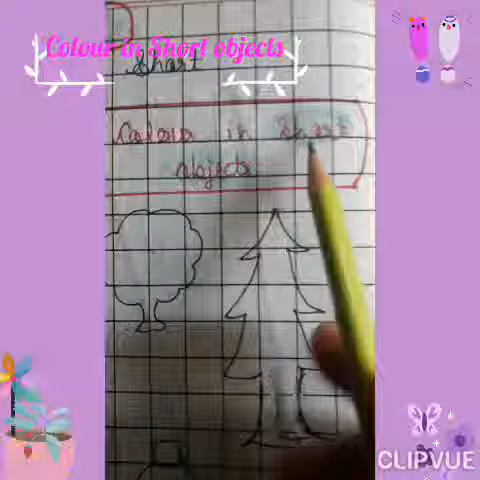 Colour in Short objects
Short
Colour in Short
objects
CLIPVUE